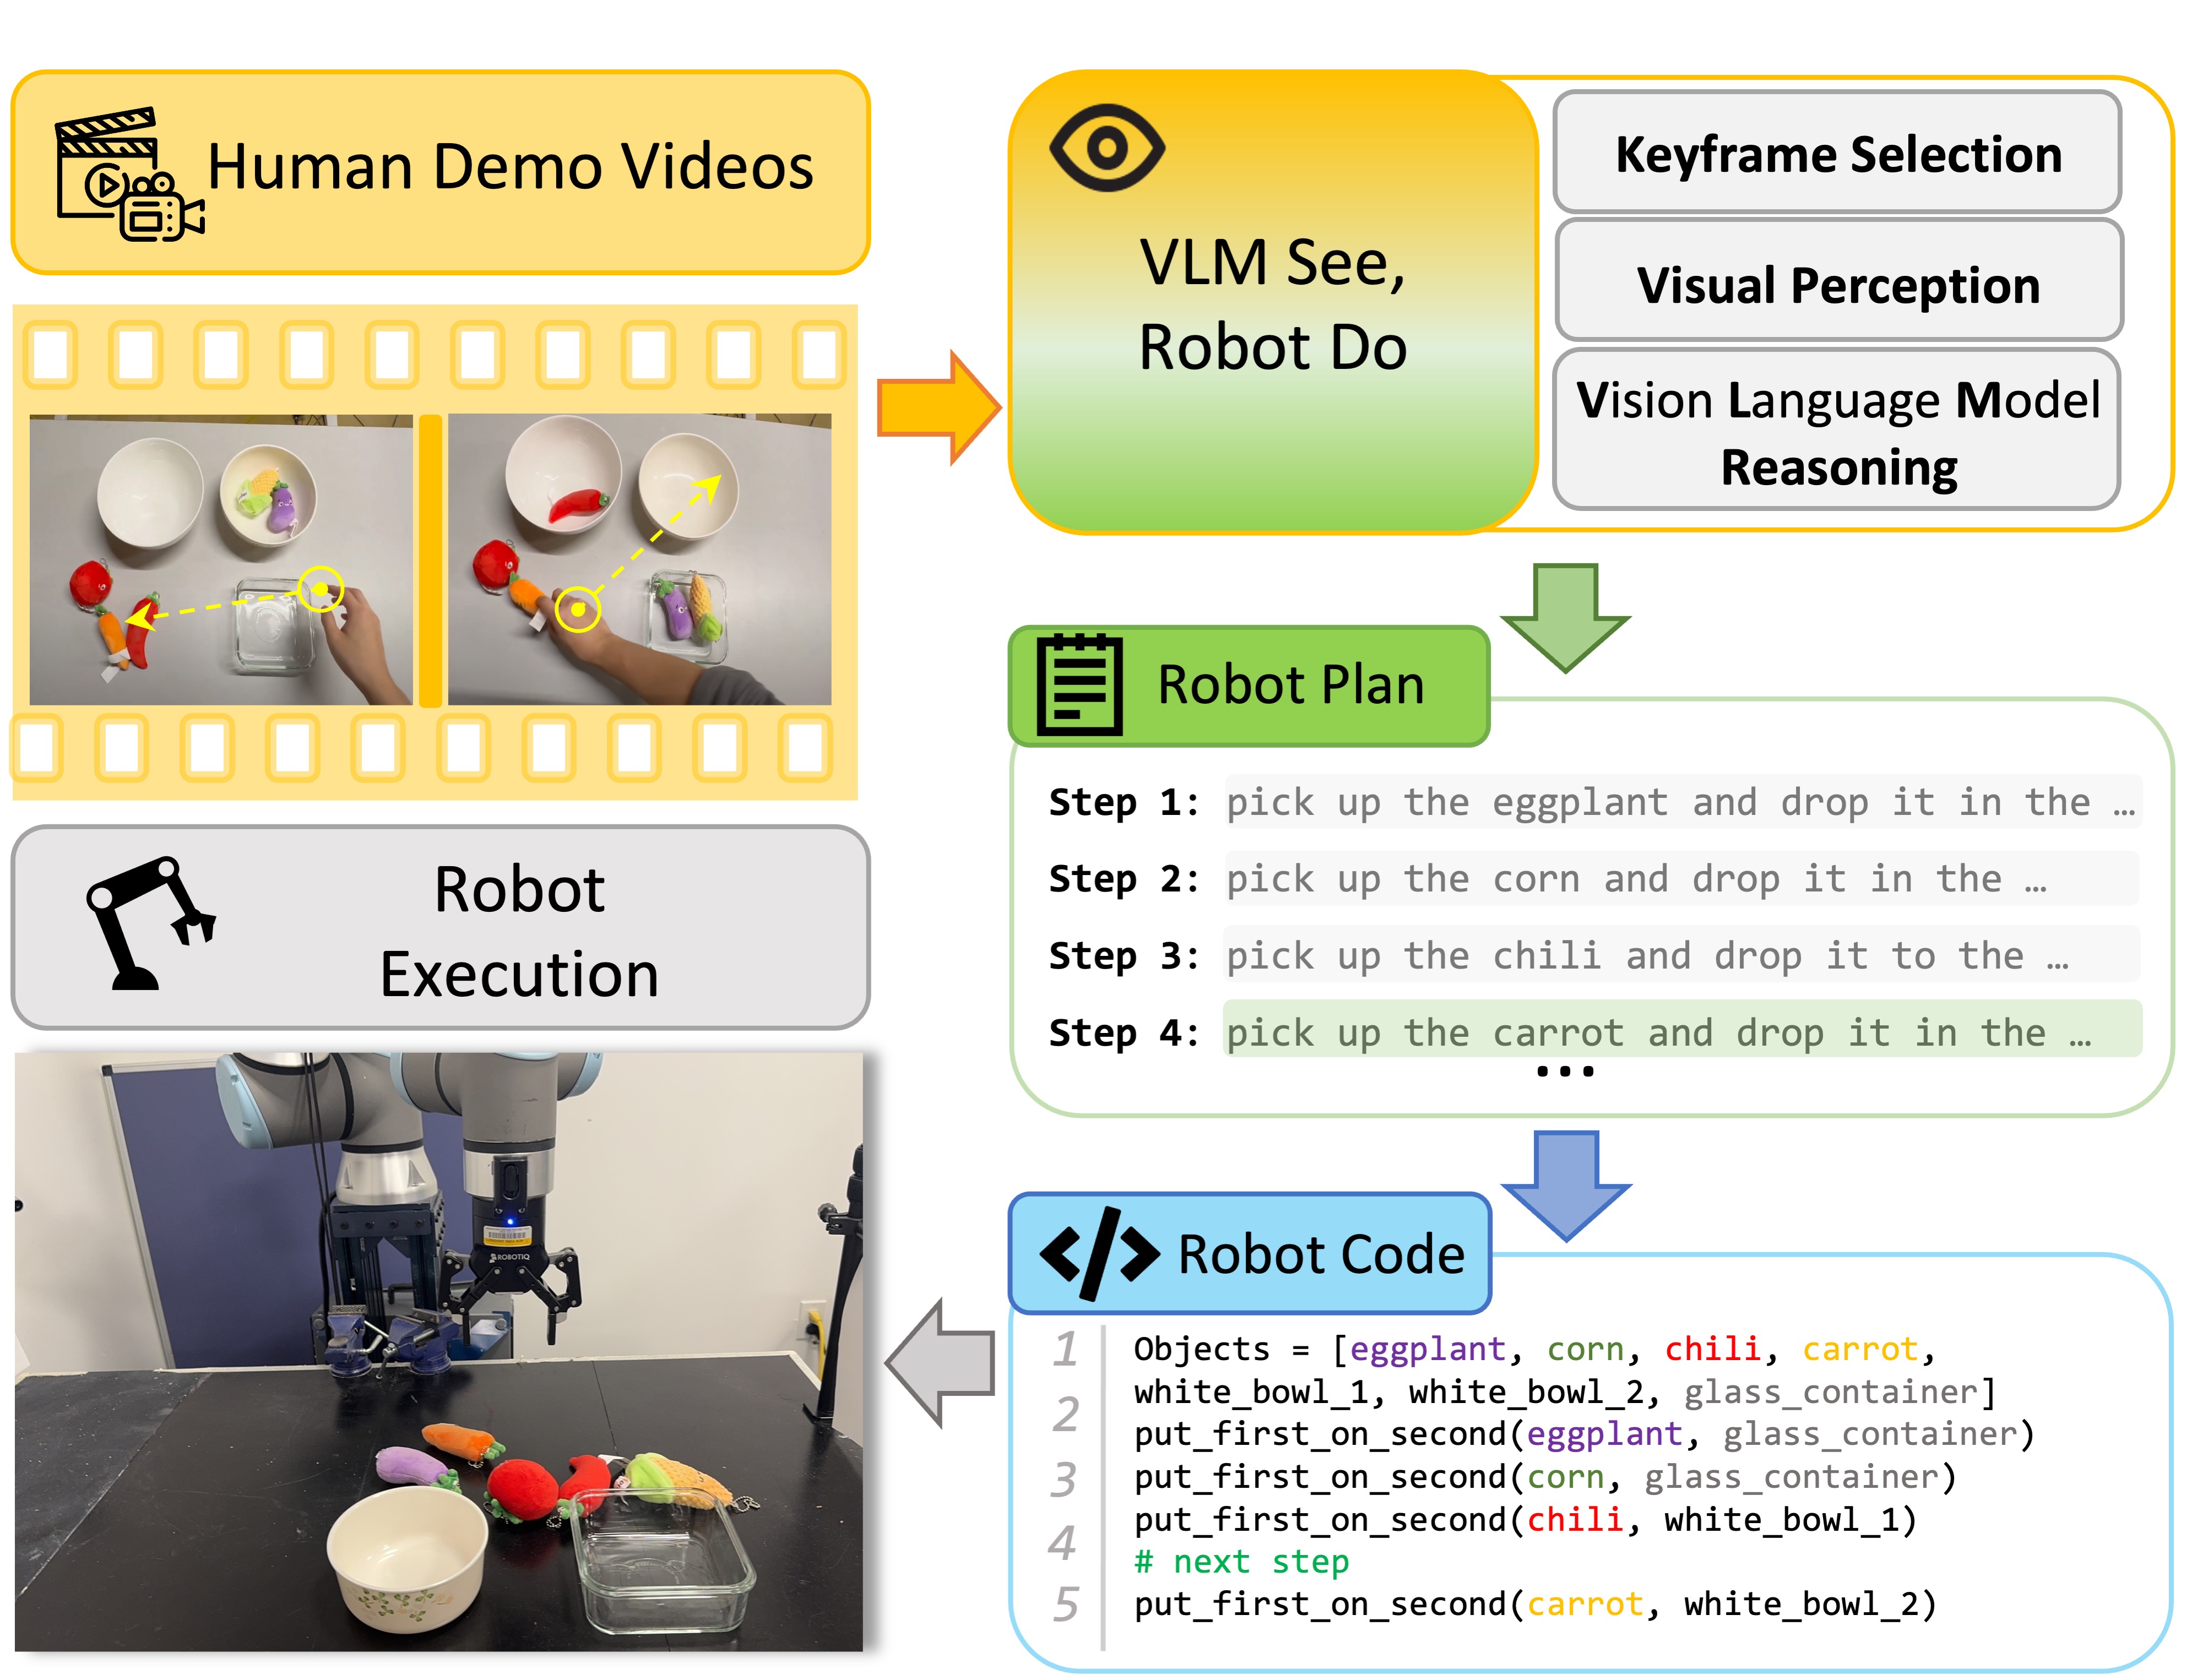 Human Demo Videos
VLM See,
Robot Do
Keyframe Selection
Visual Perception
Vision Language Model
Reasoning
Robot Plan
Step 1: pick up the eggplant and drop it in the …
Step 2: pick up the corn and drop it in the …
Step 3: pick up the chili and drop it to the …
Step 4: pick up the carrot and drop it in the …
...
Robot Code
1
2
3
4
5
Objects = [eggplant, corn, chili, carrot,
white_bowl_1, white_bowl_2, glass_container]
put_first_on_second(eggplant, glass_container)
put_first_on_second(corn, glass_container)
put_first_on_second(chili, white_bowl_1)
# next step
put_first_on_second(carrot, white_bowl_2)
Robot
Execution
ROBOTIQ